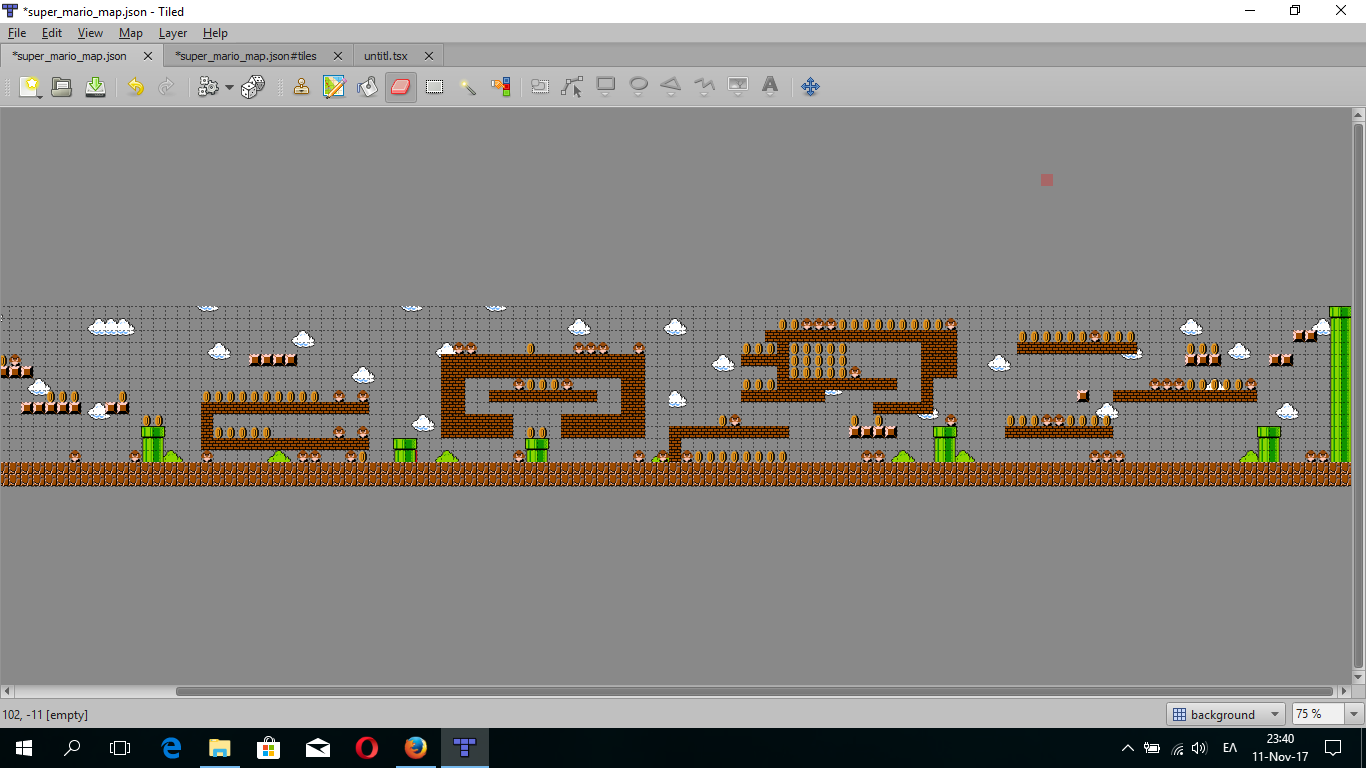 *super_mario_map.json - Tiled
File Edit View Map Layer Help
*super_mario_map.json *super_mario_map.json#tiles untitl.tsx
A
102, -11 [empty]
background 75 %
ΕΛ 23:40
11-Nov-17